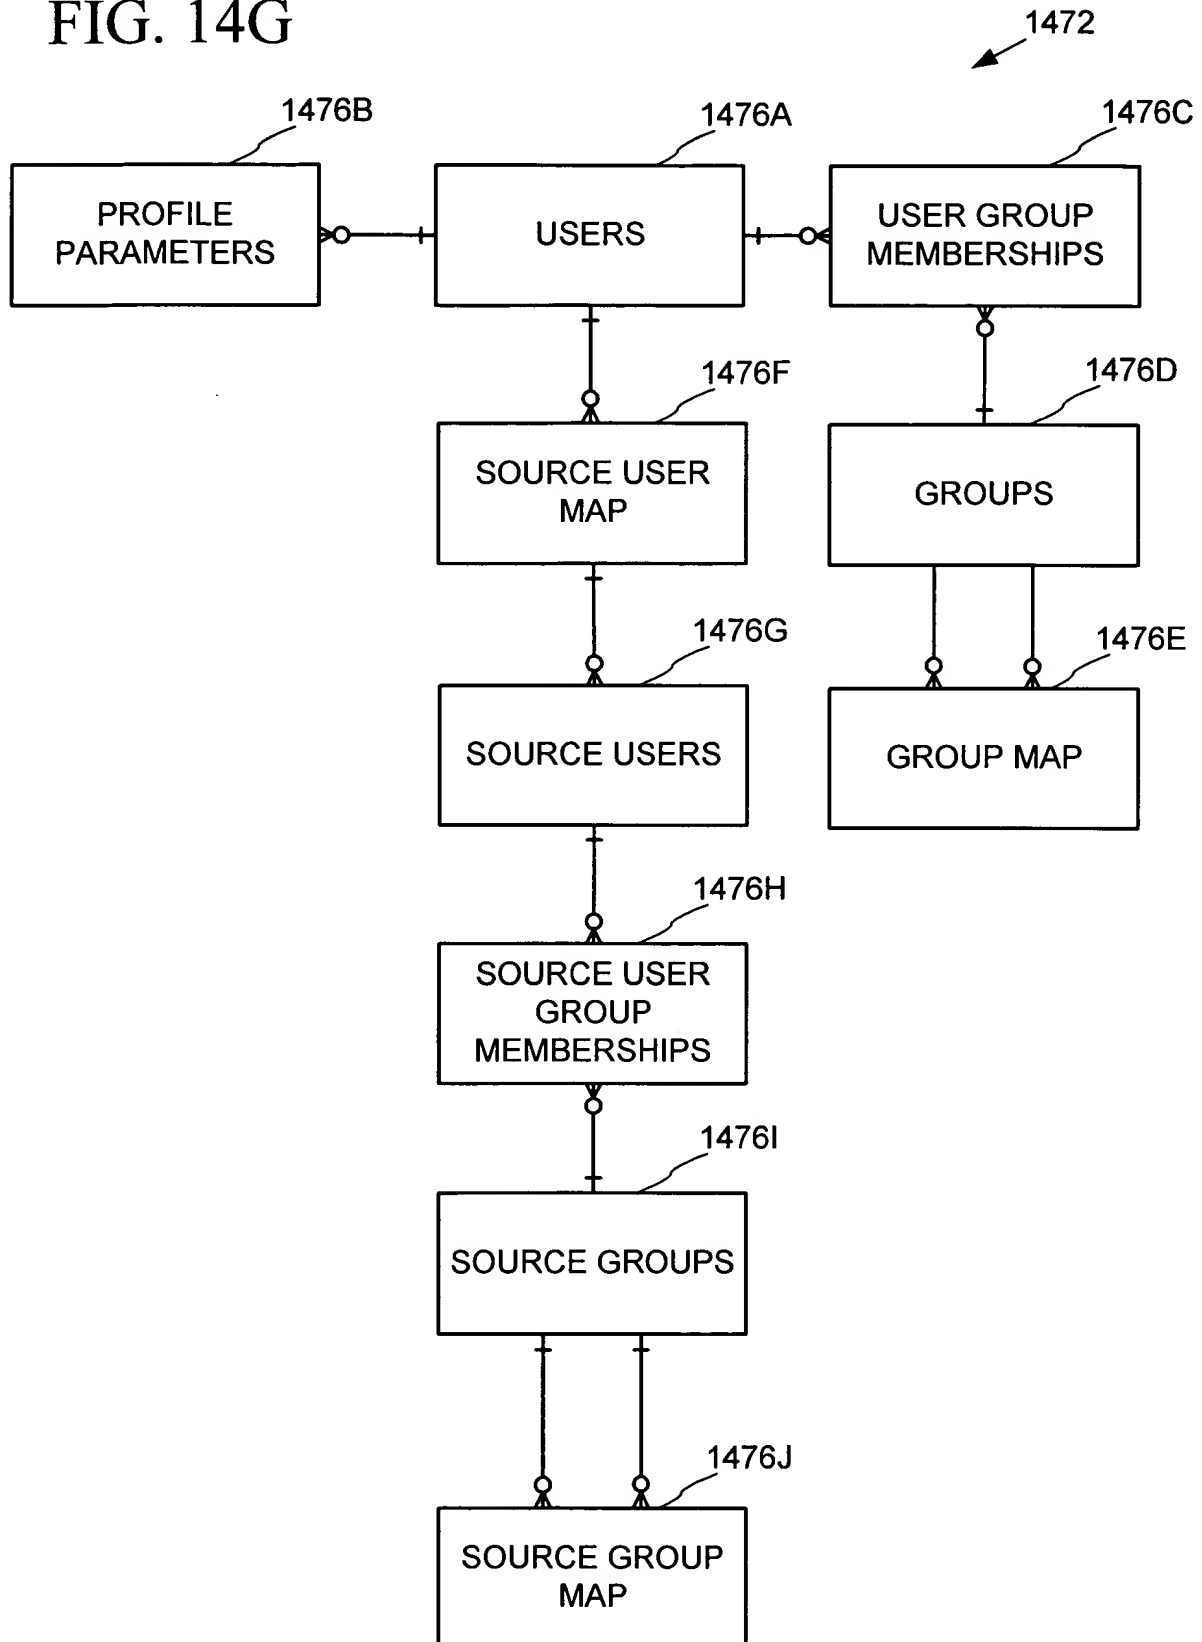 FIG. 14G
1472
1476B
1476A
1476C
PROFILE
PARAMETERS
USERS
USER GROUP
MEMBERSHIPS
1476F
1476D
SOURCE USER
MAP
GROUPS
1476G
1476E
SOURCE USERS
GROUP MAP
1476H
SOURCE USER
GROUP
MEMBERSHIPS
1476I
SOURCE GROUPS
1476J
SOURCE GROUP
MAP